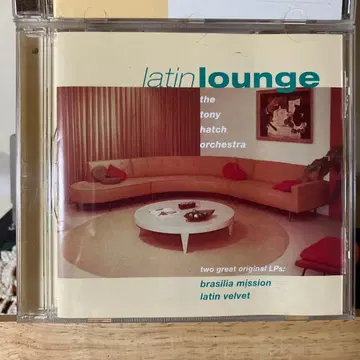 latinlounge
the
tony
hatch
orchestra
two great original LPs:
brasilia mission
latin velvet